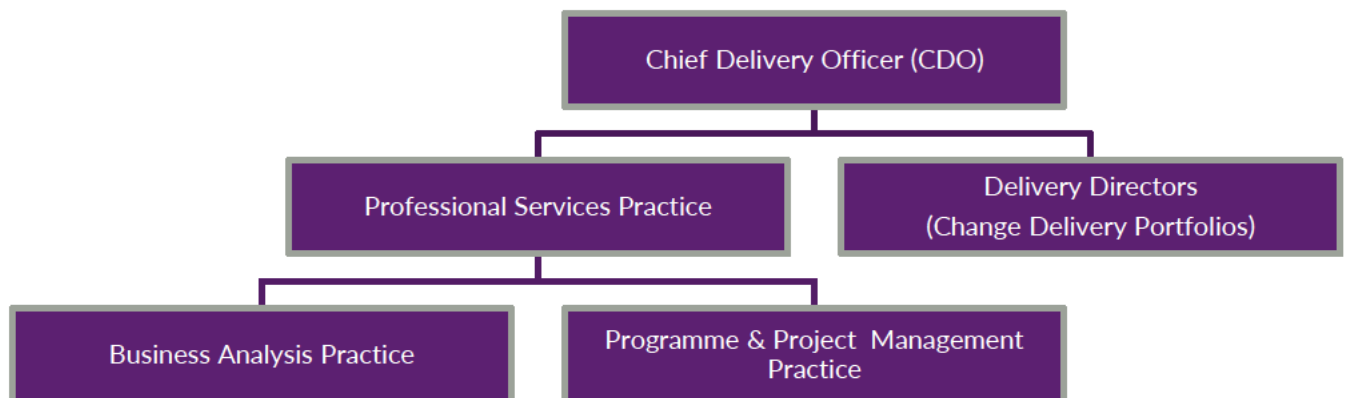 Chief Delivery Officer (CDO)
Professional Services Practice
Delivery Directors
(Change Delivery Portfolios)
Business Analysis Practice
Programme & Project Management
Practice